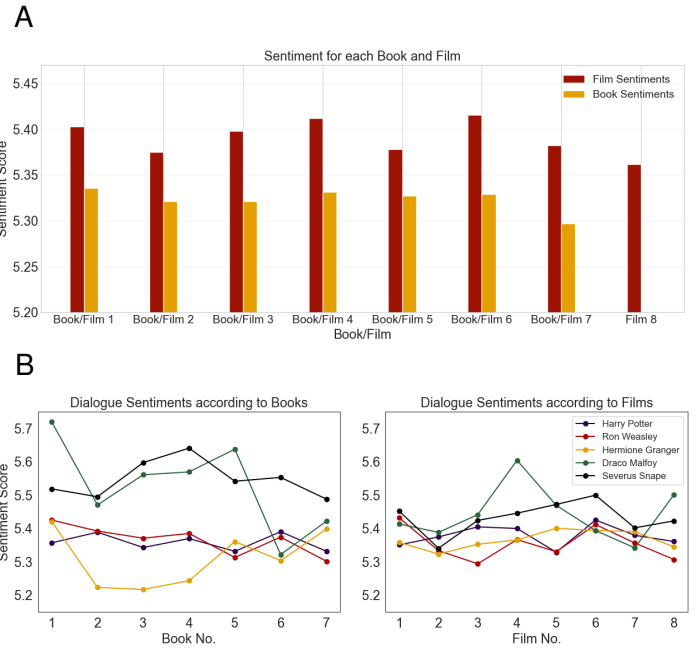 A
Sentiment for each Book and Film
5.45
5.40
5.35
5.30
5.25
5.20
Sentiment Score
Film Sentiments
Book Sentiments
Book/Film 1 Book/Film 2 Book/Film 3 Book/Film 4 Book/Film 5 Book/Film 6 Book/Film 7 Film 8
Book/Film
B
Dialogue Sentiments according to Books
5.7
5.6
5.5
5.4
5.3
5.2
Sentiment Score
1 2 3 4 5 6 7
Book No.
Dialogue Sentiments according to Films
5.7
5.6
5.5
5.4
5.3
5.2
Harry Potter
Ron Weasley
Hermione Granger
Draco Malfoy
Severus Snape
1 2 3 4 5 6 7 8
Film No.